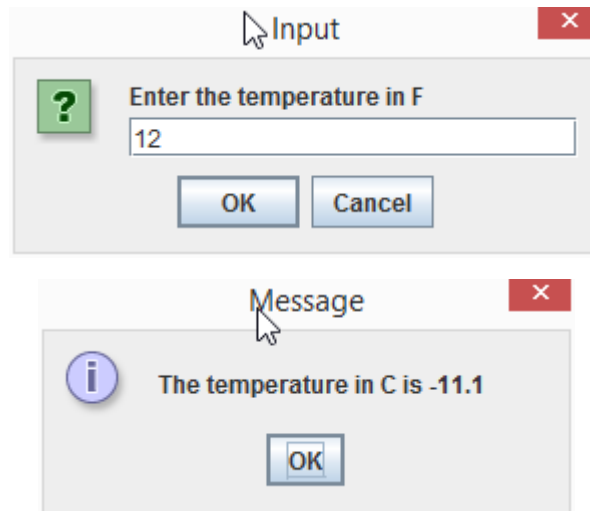 Input
Enter the temperature in F
12
OK Cancel
Message
The temperature in C is -11.1
OK